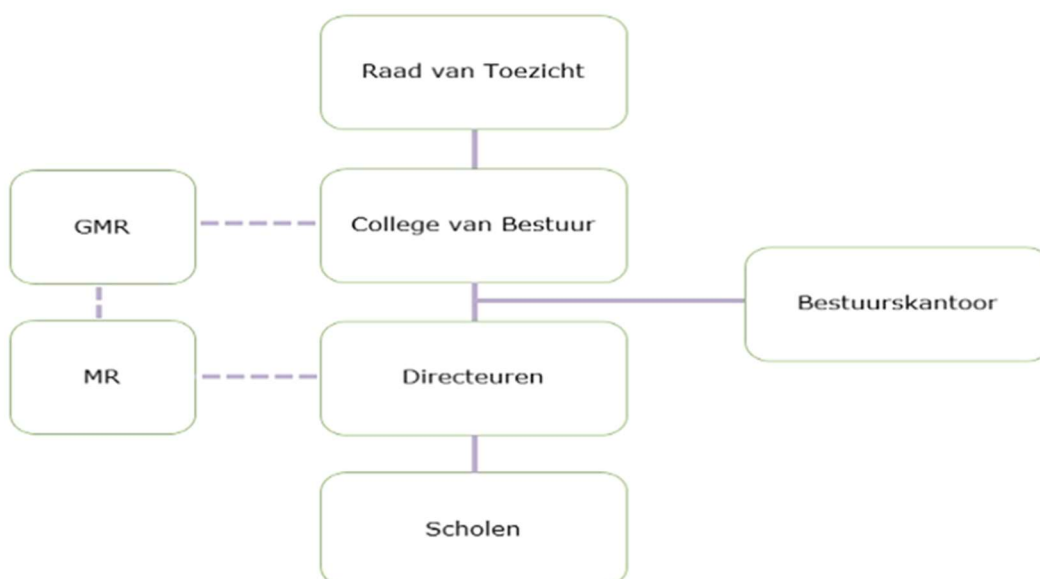 Raad van Toezicht
GMR
College van Bestuur
Bestuurskantoor
MR
Directeuren
Scholen